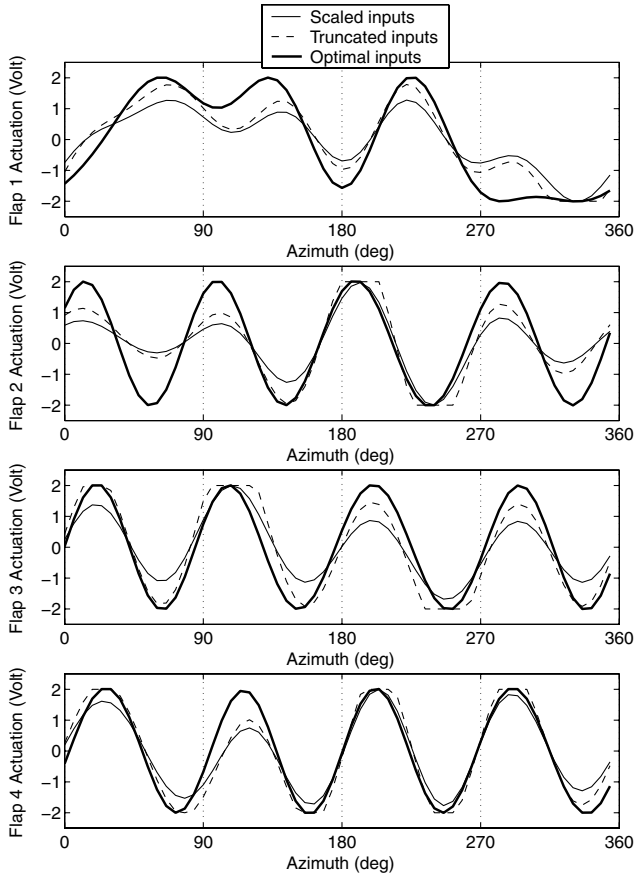 Scaled inputs
Truncated inputs
Optimal inputs
Flap 1 Actuation (Volt)
2
1
0
−1
−2
0 90 180 270 360
Azimuth (deg)
Flap 2 Actuation (Volt)
2
1
0
−1
−2
0 90 180 270 360
Azimuth (deg)
Flap 3 Actuation (Volt)
2
1
0
−1
−2
0 90 180 270 360
Azimuth (deg)
Flap 4 Actuation (Volt)
2
1
0
−1
−2
0 90 180 270 360
Azimuth (deg)